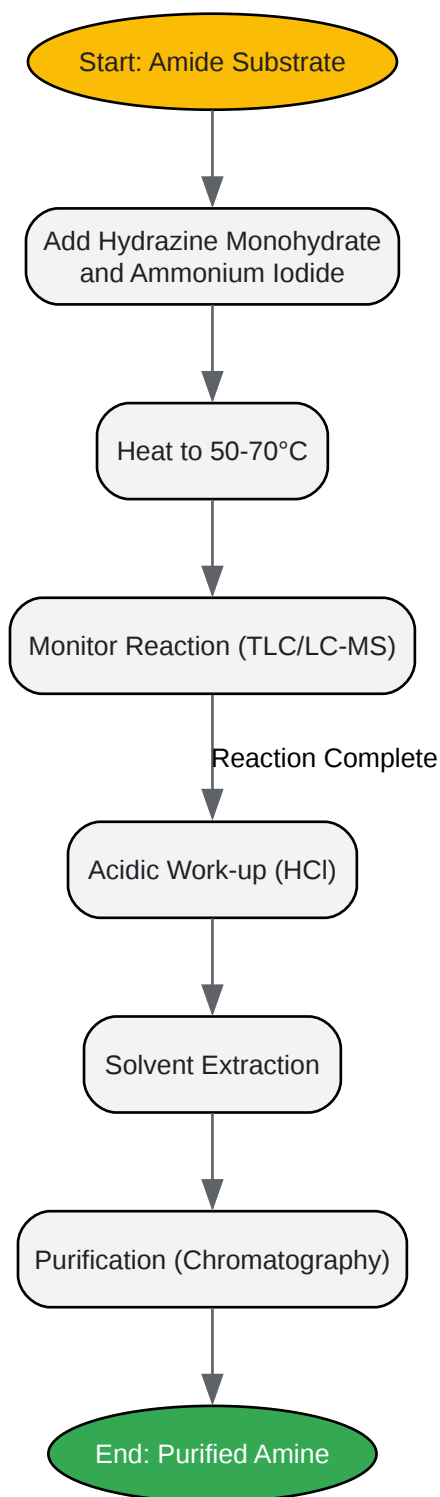 Start: Amide Substrate
Add Hydrazine Monohydrate
and Ammonium Iodide
Heat to 50-70°C
Monitor Reaction (TLC/LC-MS)
Reaction Complete
Acidic Work-up (HCl)
Solvent Extraction
Purification (Chromatography)
End: Purified Amine